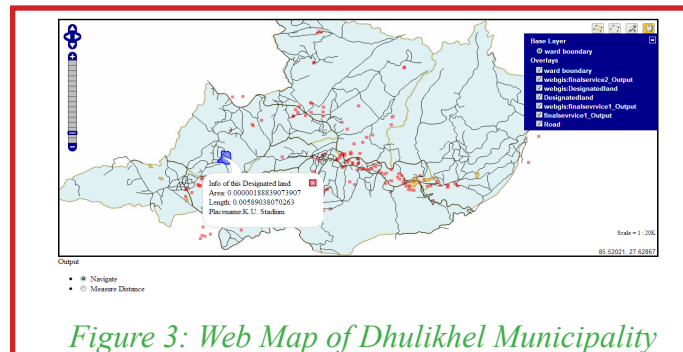 Base Layer
ward boundary
Overlays
ward boundary
webgis:finalservice2_Output
webgis:Designatedland
Designatedland
webgis:finalsevrvice1_Output
finalsevrvice1_Output
Road
Info of this Designated land
Area: 0.00000188839073907
Length: 0.00589038070263
Placename:K.U. Stadium
Scale = 1 : 20K
85.52021, 27.62867
Output
Navigate
Measure Distance
Figure 3: Web Map of Dhulikhel Municipality